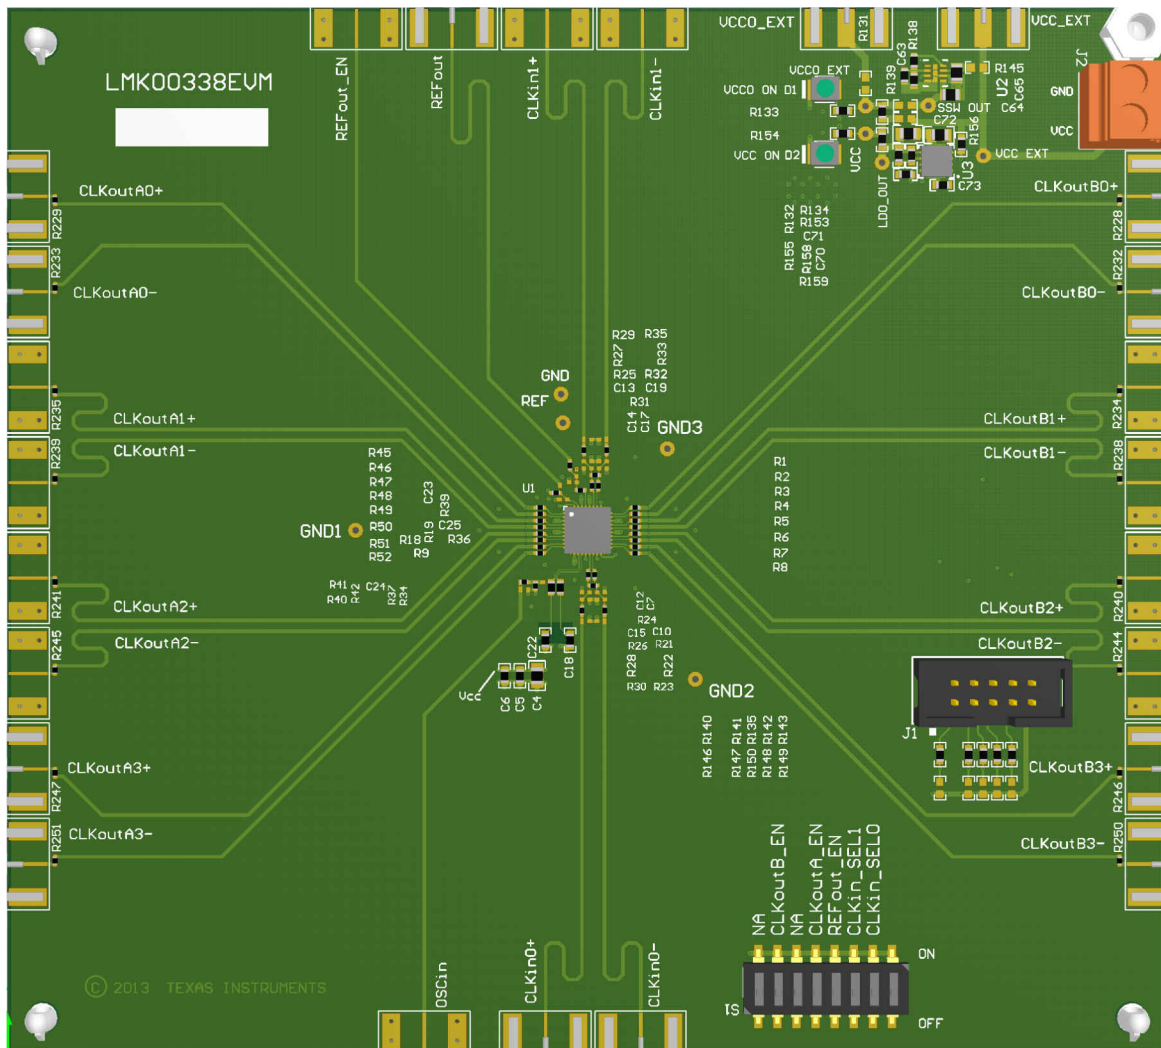 VCCO_EXT
VCC_EXT
R131
R138
C63
R139
R145
U2
C65
J2
LMK00338EVM
REFout_EN
REFout
CLKin1+
CLKin1-
VCCO EXT
VCCO ON D1
SSW OUT C64
GND
R133
C72
R156
R154
VCC
VCC ON D2
VCC
VCC EXT
LDO_OUT
U3
C73
CLKoutA0+
CLKoutB0+
R229
R228
R132
R134
R153
C71
R155
R158
C70
R159
R233
R232
CLKoutA0-
CLKoutB0-
R29 R35
R27
R33
R25 R32
C13 C19
R31
C14
C17
GND
REF
GND3
R235
R234
CLKoutA1+
CLKoutB1+
CLKoutA1-
CLKoutB1-
R239
R238
R45
R46
R47
R48
R49
R50
R51
R52
C23
R39
C25
R19
R18
R36
R9
U1
GND1
R1
R2
R3
R4
R5
R6
R7
R8
R41
R40
R42
C24
R37
R34
R241
R240
CLKoutA2+
CLKoutB2+
CLKoutA2-
CLKoutB2-
R245
R244
C12
C7
R24
C15 C10
R26 R21
R28
R22
R30 R23
C22
C18
Vcc
C6
C5
C4
GND2
J1
R140
R141
R135
R142
R143
R146
R147
R150
R148
R149
CLKoutA3+
CLKoutB3+
R247
R246
CLKoutA3-
CLKoutB3-
R251
R250
NA
CLKoutB_EN
NA
CLKoutA_EN
REFout_EN
CLKin_SEL1
CLKin_SEL0
ON
S1
OFF
OSCin
CLKin0+
CLKin0-
© 2013 TEXAS INSTRUMENTS